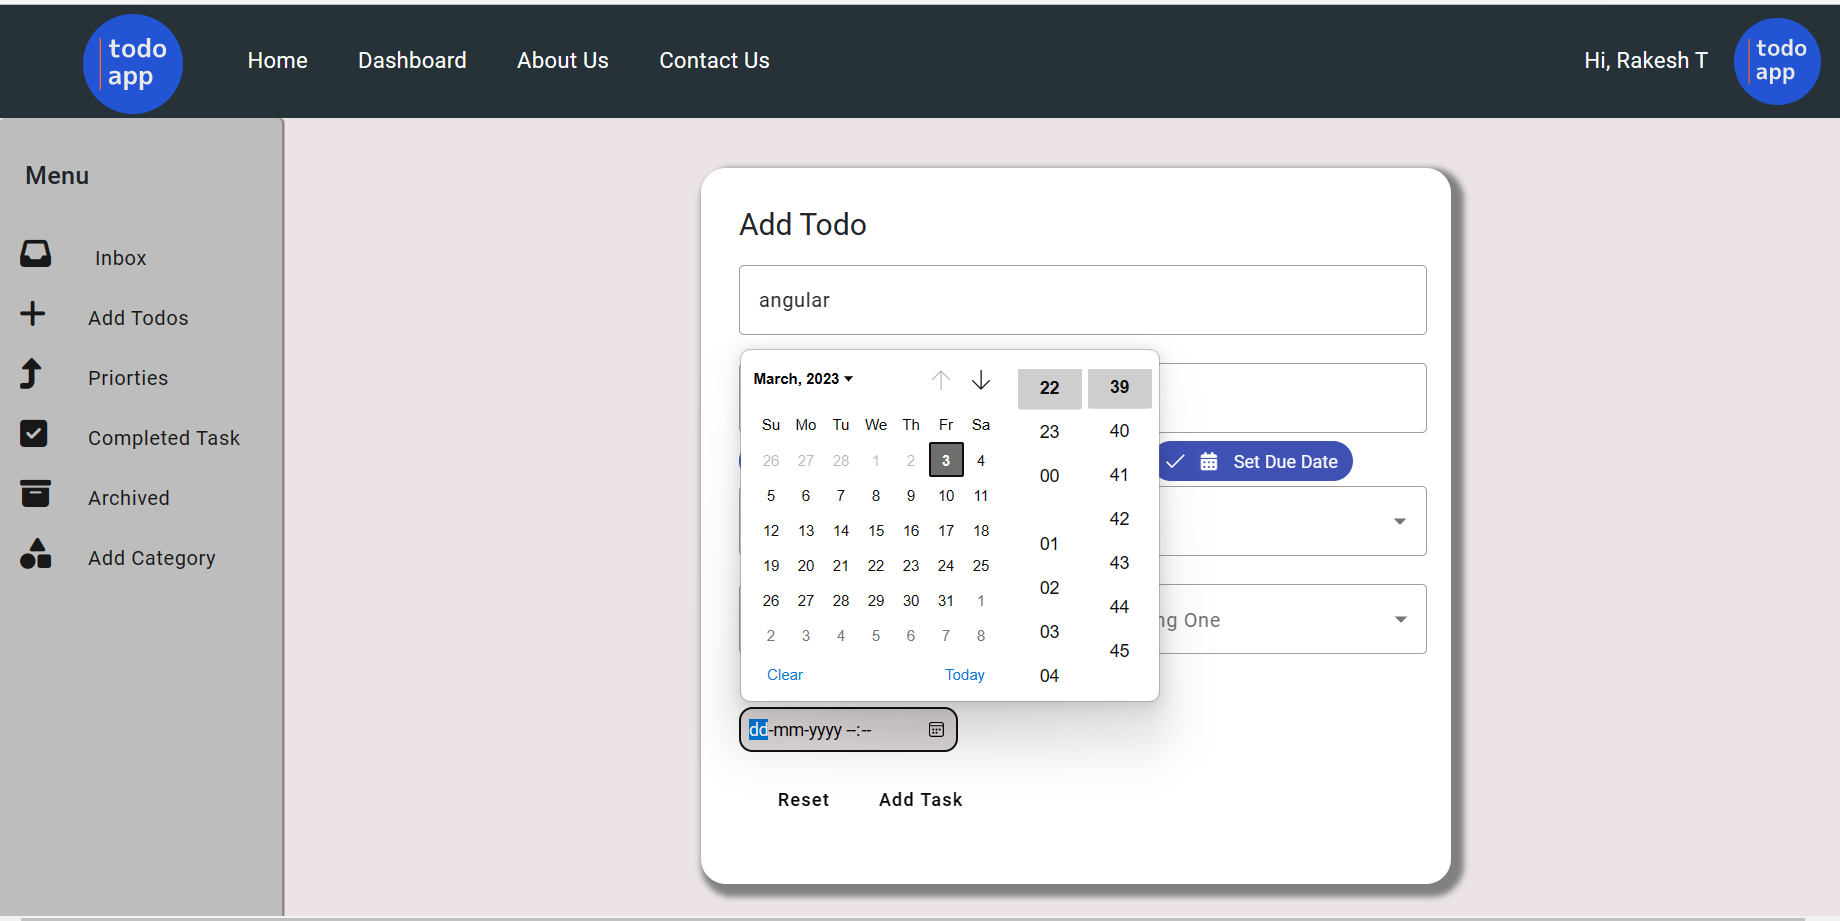 todo
app
Home
Dashboard
About Us
Contact Us
Hi, Rakesh T
todo
app
Menu
Inbox
Add Todos
Priorties
Completed Task
Archived
Add Category
Add Todo
angular
March, 2023
Su Mo Tu We Th Fr Sa
26 27 28 1 2 3 4
5 6 7 8 9 10 11
12 13 14 15 16 17 18
19 20 21 22 23 24 25
26 27 28 29 30 31 1
2 3 4 5 6 7 8
Clear
Today
22
23
00
01
02
03
04
39
40
41
42
43
44
45
Set Due Date
One
dd-mm-yyyy --:--
Reset
Add Task